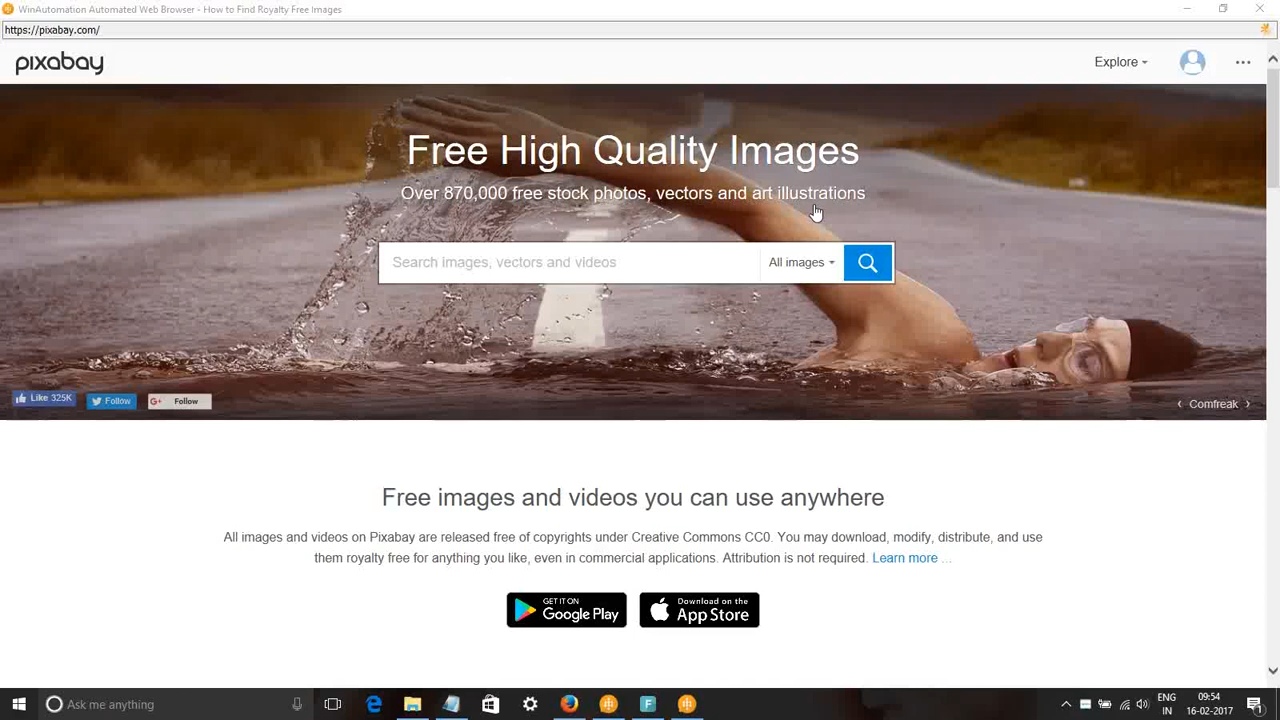 WinAutomation Automated Web Browser - How to Find Royalty Free Images
https://pixabay.com/
pixabay
Explore
Free High Quality Images
Over 870,000 free stock photos, vectors and art illustrations
Search images, vectors and videos
All images
Like 325K
Follow
G+ Follow
Comfreak
Free images and videos you can use anywhere
All images and videos on Pixabay are released free of copyrights under Creative Commons CC0. You may download, modify, distribute, and use
them royalty free for anything you like, even in commercial applications. Attribution is not required. Learn more ...
GET IT ON
Google Play
Download on the
App Store
Ask me anything
ENG
IN
09:54
16-02-2017